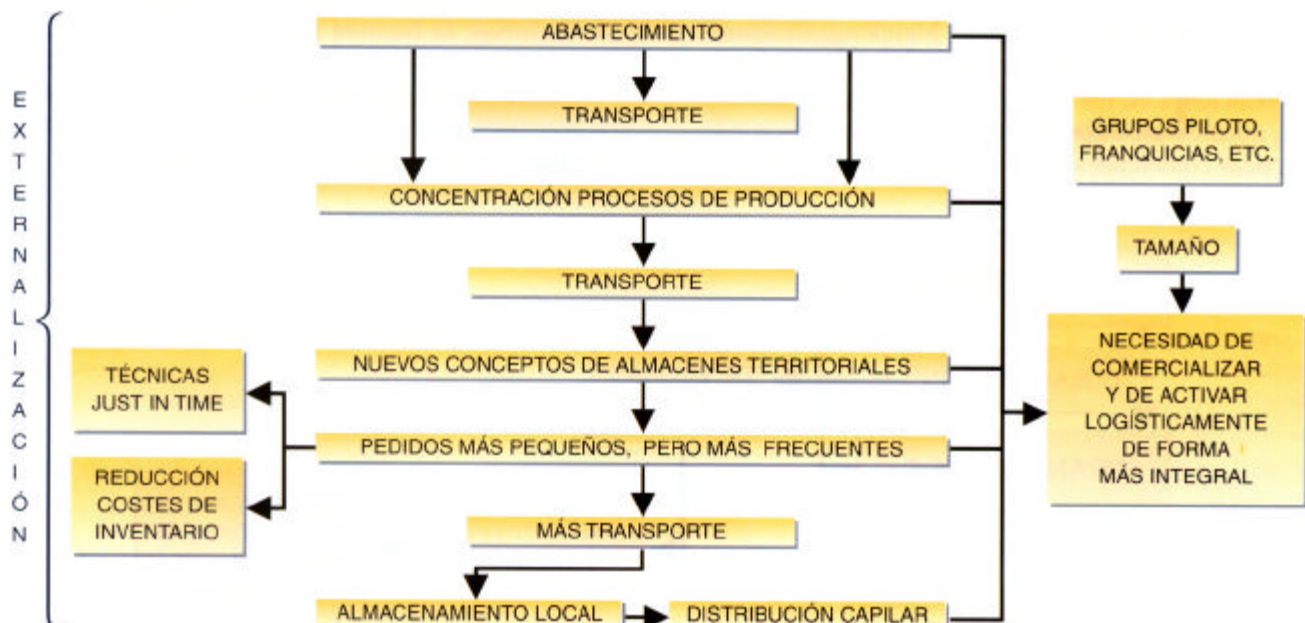 EXTERNALIZACIÓN
ABASTECIMIENTO
TRANSPORTE
CONCENTRACIÓN PROCESOS DE PRODUCCIÓN
TRANSPORTE
NUEVOS CONCEPTOS DE ALMACENES TERRITORIALES
PEDIDOS MÁS PEQUEÑOS, PERO MÁS FRECUENTES
TÉCNICAS
JUST IN TIME
REDUCCIÓN
COSTES DE
INVENTARIO
MÁS TRANSPORTE
ALMACENAMIENTO LOCAL
DISTRIBUCIÓN CAPILAR
GRUPOS PILOTO,
FRANQUICIAS, ETC.
TAMAÑO
NECESIDAD DE
COMERCIALIZAR
Y DE ACTIVAR
LOGÍSTICAMENTE
DE FORMA
MÁS INTEGRAL